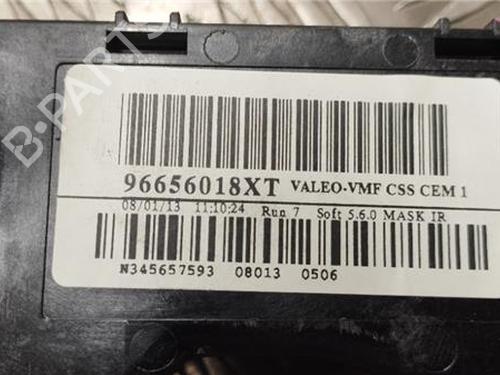 B-PARTS
96656018XT VALEO-VMF CSS CEM 1
08/01/13 11:10:24 Run 7 Soft 5.6.0 MASK IR
N345657593 08013 0506